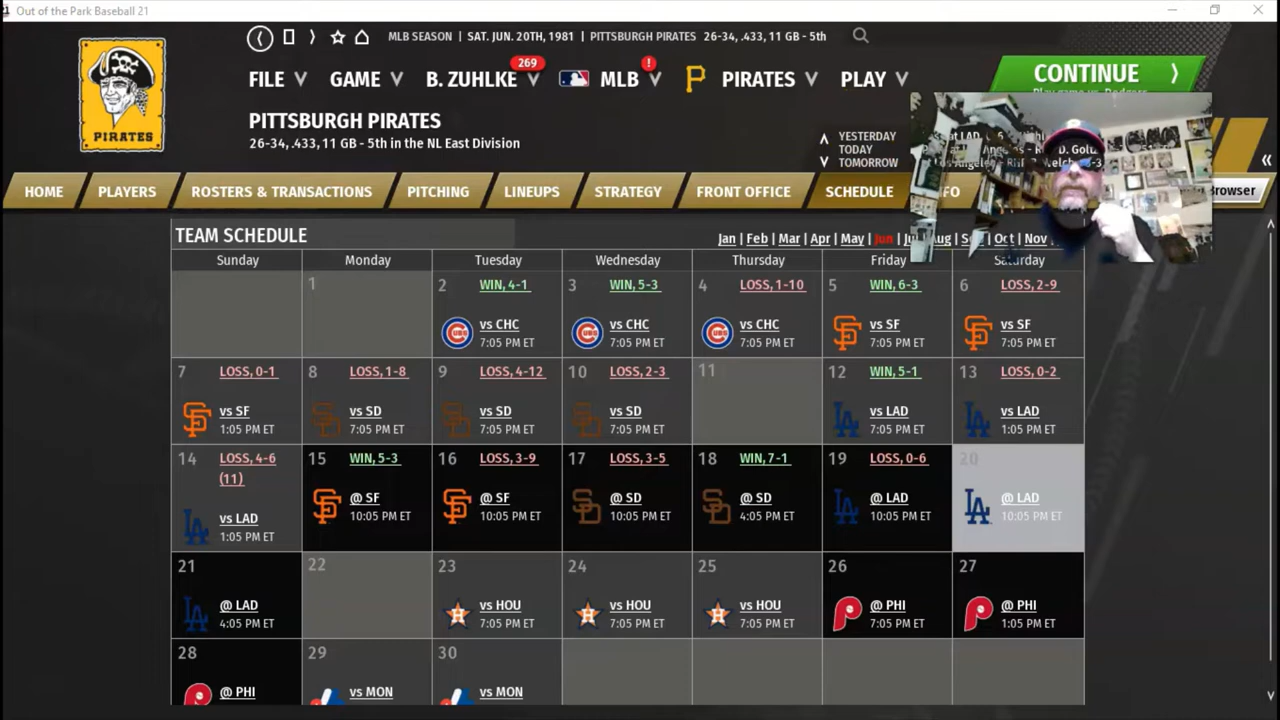 Out of the Park Baseball 21
MLB SEASON | SAT. JUN. 20TH, 1981 | PITTSBURGH PIRATES 26-34, .433, 11 GB - 5th
PIRATES
FILE GAME B. ZUHLKE 269 MLB ! P PIRATES PLAY
CONTINUE
PITTSBURGH PIRATES
26-34, .433, 11 GB - 5th in the NL East Division
YESTERDAY
TODAY
TOMORROW
HOME PLAYERS ROSTERS & TRANSACTIONS PITCHING LINEUPS STRATEGY FRONT OFFICE SCHEDULE
TEAM SCHEDULE
Jan | Feb | Mar | Apr | May | Jun | Aug | Oct | Nov
Sunday Monday Tuesday Wednesday Thursday Friday Saturday
1 2 WIN, 4-1 3 WIN, 5-3 4 LOSS, 1-10 5 WIN, 6-3 6 LOSS, 2-9
vs CHC vs CHC vs CHC vs SF vs SF
7:05 PM ET 7:05 PM ET 7:05 PM ET 7:05 PM ET 7:05 PM ET
7 LOSS, 0-1 8 LOSS, 1-8 9 LOSS, 4-12 10 LOSS, 2-3 11 12 WIN, 5-1 13 LOSS, 0-2
vs SF vs SD vs SD vs SD vs LAD vs LAD
1:05 PM ET 7:05 PM ET 7:05 PM ET 7:05 PM ET 7:05 PM ET 1:05 PM ET
14 LOSS, 4-6 15 WIN, 5-3 16 LOSS, 3-9 17 LOSS, 3-5 18 WIN, 7-1 19 LOSS, 0-6 20
(11)
@ SF @ SF @ SD @ SD @ LAD @ LAD
10:05 PM ET 10:05 PM ET 10:05 PM ET 4:05 PM ET 10:05 PM ET 10:05 PM ET
vs LAD
1:05 PM ET
21 22 23 24 25 26 27
@ LAD vs HOU vs HOU vs HOU @ PHI @ PHI
4:05 PM ET 7:05 PM ET 7:05 PM ET 7:05 PM ET 7:05 PM ET 1:05 PM ET
28 29 30
@ PHI vs MON vs MON